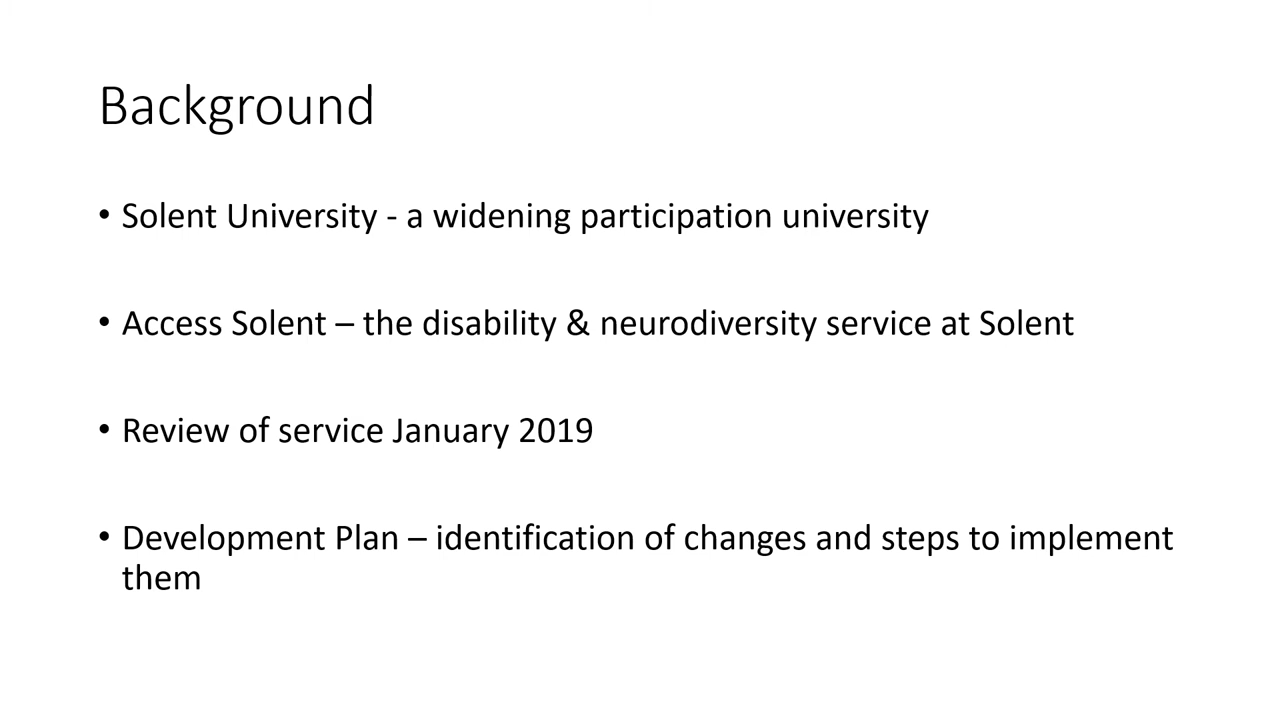 Background
• Solent University - a widening participation university
• Access Solent – the disability & neurodiversity service at Solent
• Review of service January 2019
• Development Plan – identification of changes and steps to implement
them